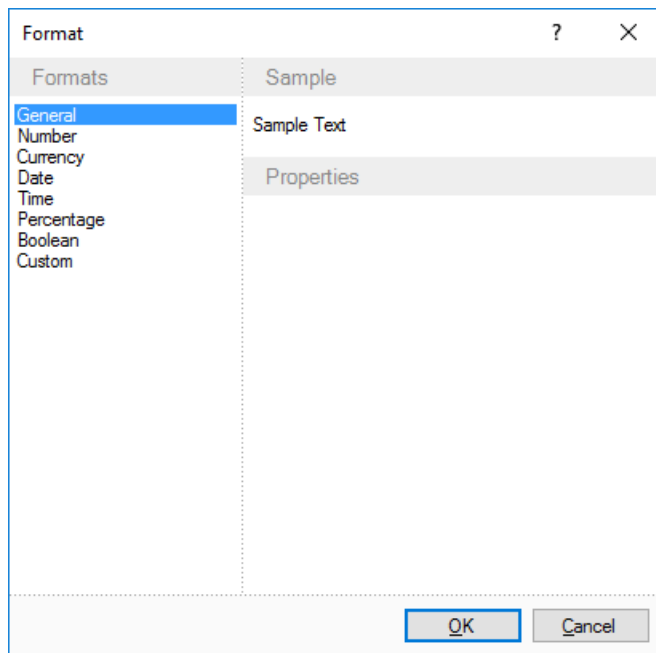 Format
?
Formats
Sample
General
Number
Currency
Date
Time
Percentage
Boolean
Custom
Sample Text
Properties
OK
Cancel